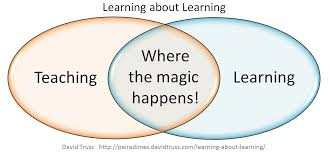 Learning about Learning
Teaching
Where
the magic
happens!
Learning
David Truss http://pairadimes.davidtruss.com/learning-about-learning/